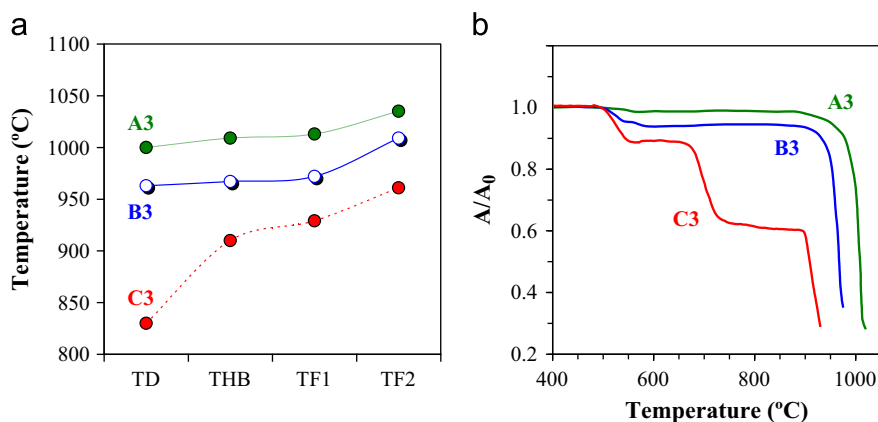 a
Temperature (ºC)
1100
1050
1000
950
900
850
800
A3
B3
C3
TD THB TF1 TF2
b
A/A0
1.0
0.8
0.6
0.4
0.2
A3
B3
C3
400 600 800 1000
Temperature (ºC)